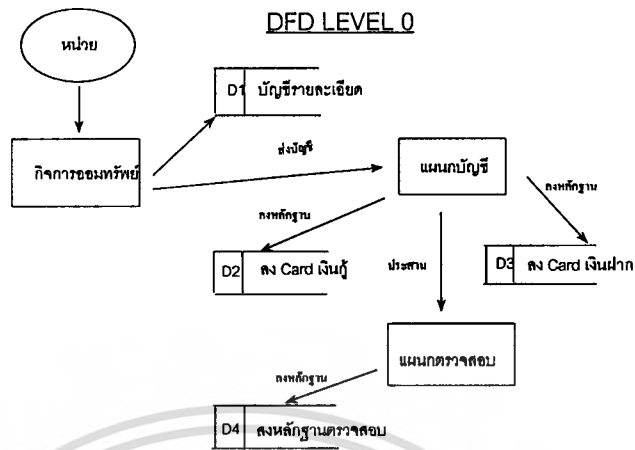 DFD LEVEL 0
หน่วย
D1 บัญชีรายละเอียด
กิจการออมทรัพย์
ส่งบัญชี
แผนกบัญชี
ลงหลักฐาน
ลงหลักฐาน
D2 ลง Card เงินกู้
ประสาน
D3 ลง Card เงินฝาก
แผนกตรวจสอบ
ลงหลักฐาน
D4 ลงหลักฐานตรวจสอบ